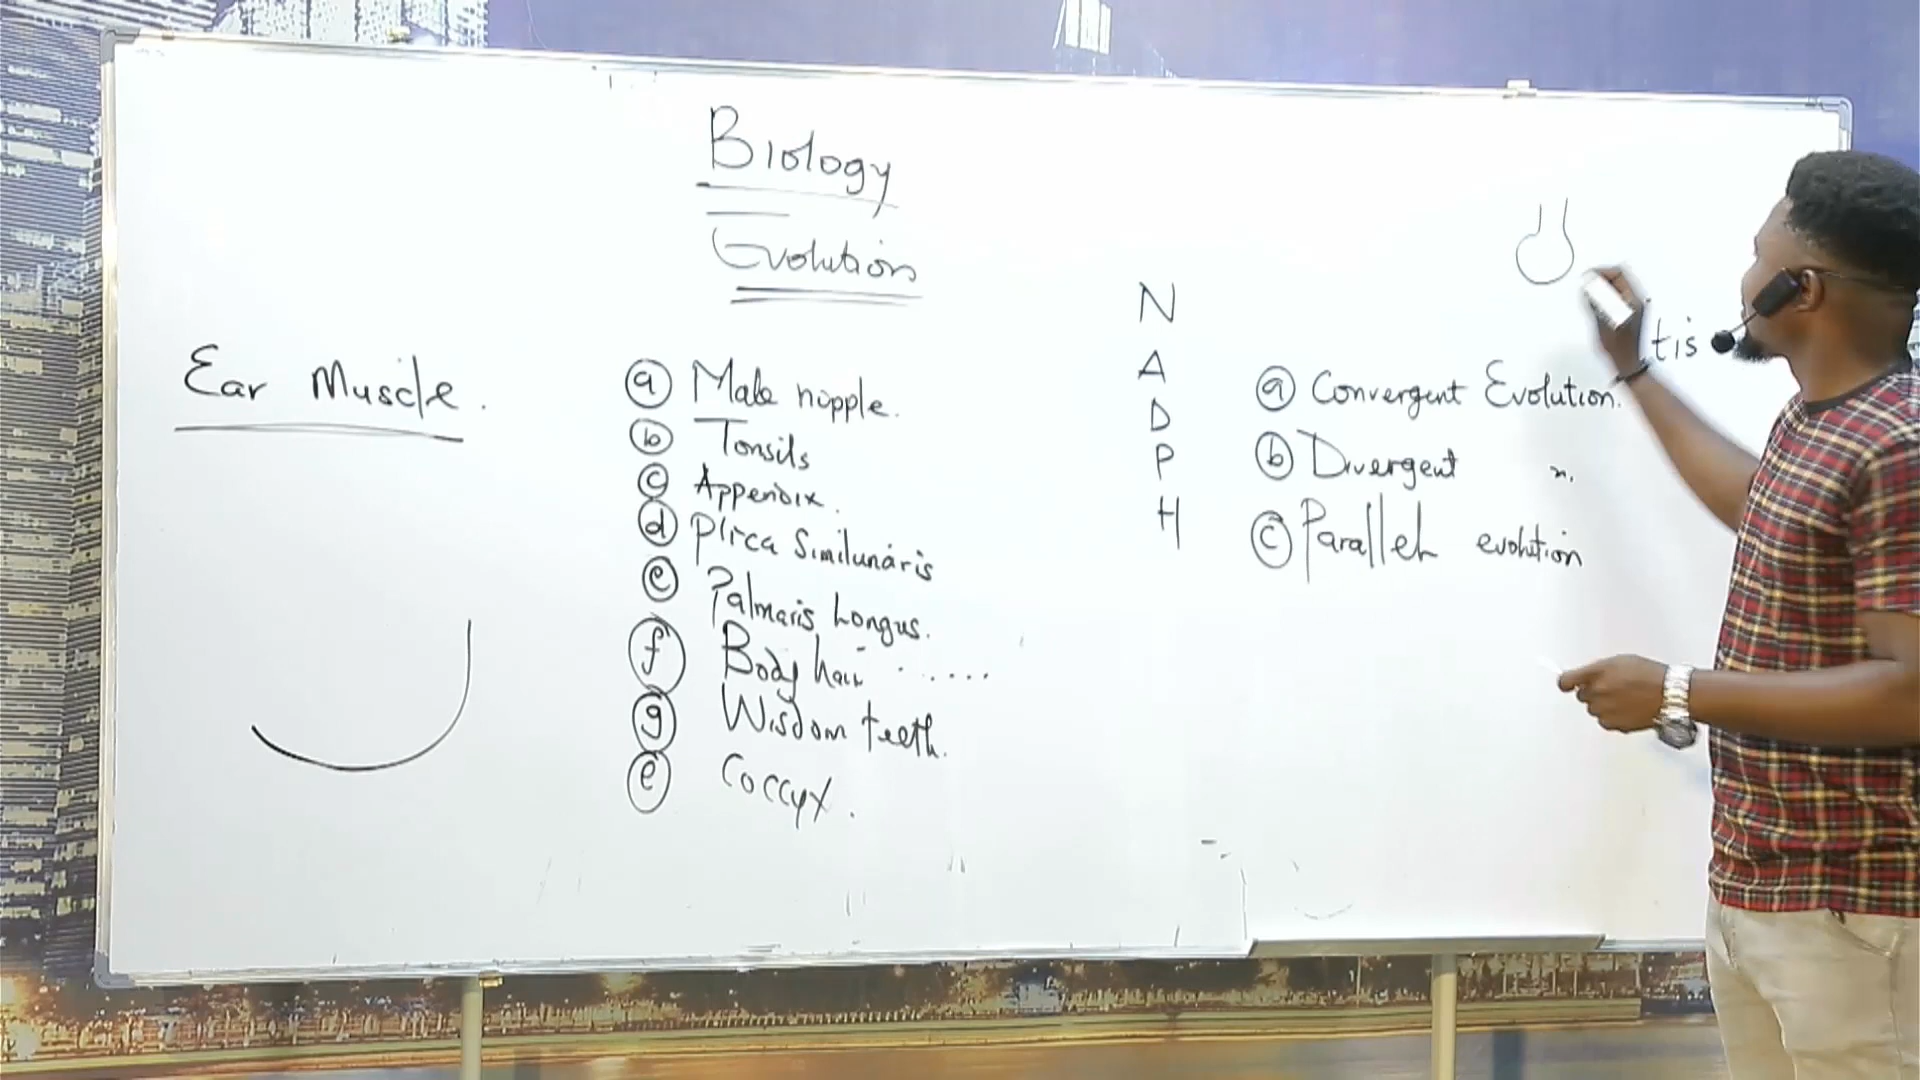 Biology
Evolution
Ear Muscle.
ⓐ Male nipple.
ⓑ Tonsils
ⓒ Appendix.
ⓓ Plica Similunaris
ⓔ Palmaris Longus.
ⓕ Body hair ......
ⓖ Wisdom teeth.
ⓔ Coccyx.
N
A
D
P
H
tis
ⓐ Convergent Evolution.
ⓑ Divergent "
ⓒ Parallel evolution